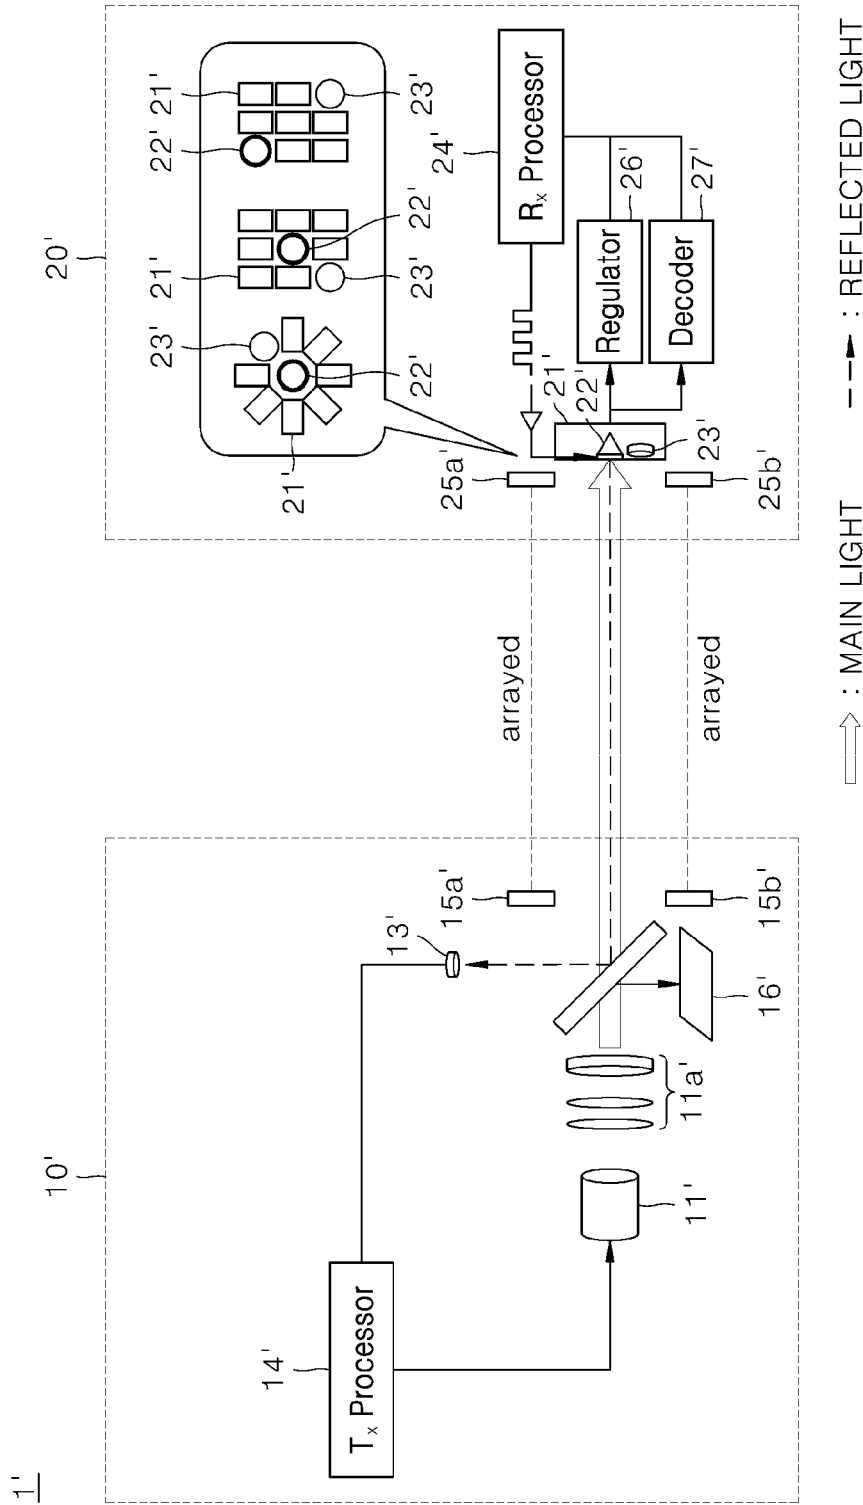 1'
10'
14'
Tx Processor
13'
11'
11a'
15a'
15b'
16'
arrayed
arrayed
20'
23'
21'
22'
21'
22'
23'
22'
21'
23'
24'
Rx Processor
25a'
25b'
21'
22'
23'
Regulator
26'
Decoder
27'
: MAIN LIGHT
: REFLECTED LIGHT